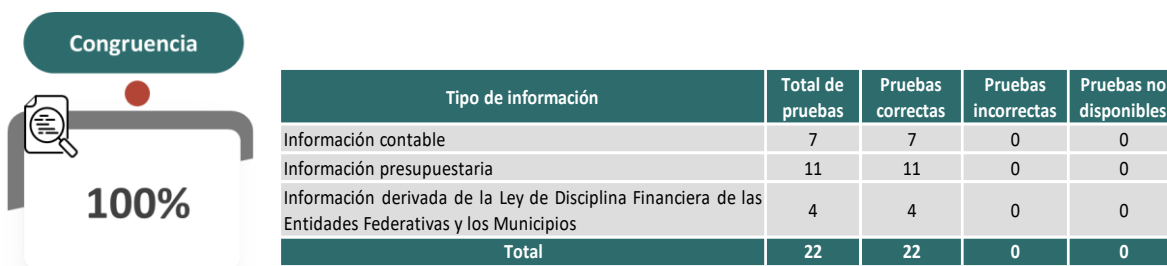 Congruencia
100%
Tipo de información
Total de
pruebas
Pruebas
correctas
Pruebas
incorrectas
Pruebas no
disponibles
Información contable 7 7 0 0
Información presupuestaria 11 11 0 0
Información derivada de la Ley de Disciplina Financiera de las
Entidades Federativas y los Municipios
4 4 0 0
Total 22 22 0 0